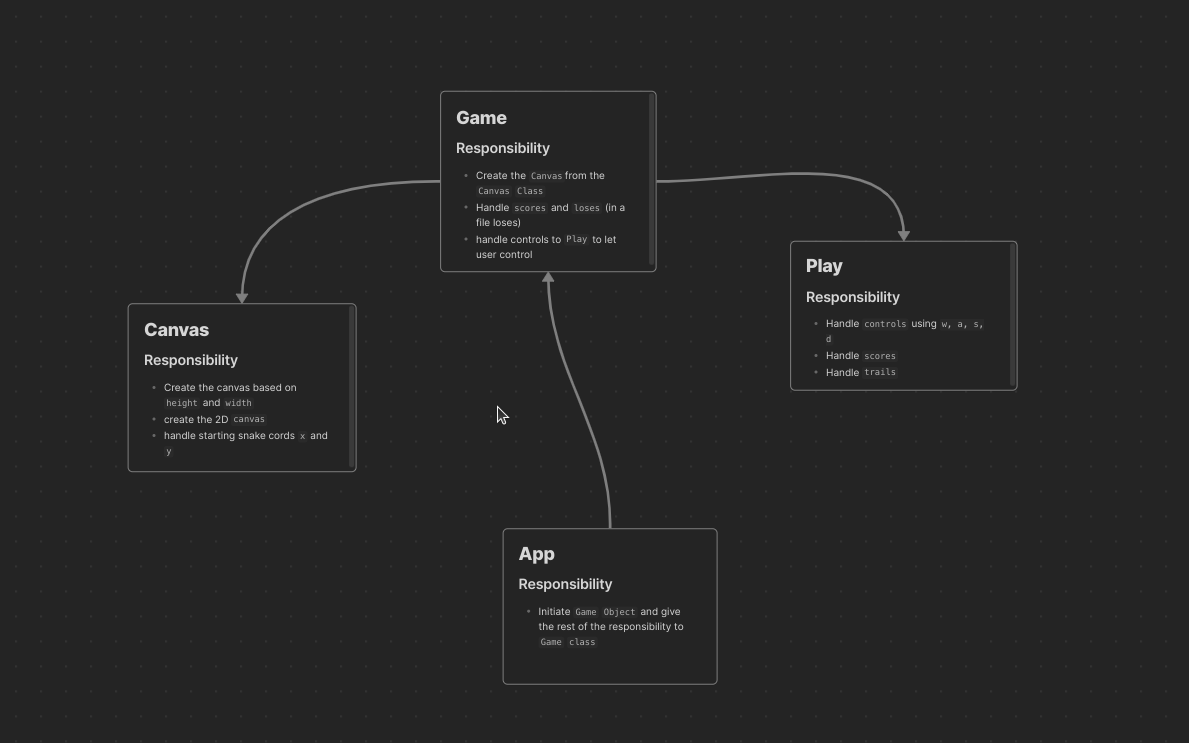 Game
Responsibility
Create the Canvas from the
Canvas Class
Handle scores and loses (in a
file loses)
handle controls to Play to let
user control
Play
Responsibility
Handle controls using w, a, s,
d
Handle scores
Handle trails
Canvas
Responsibility
Create the canvas based on
height and width
create the 2D canvas
handle starting snake cords x and
y
App
Responsibility
Initiate Game Object and give
the rest of the responsibility to
Game class